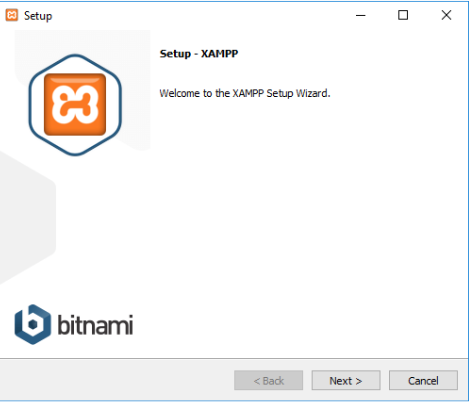 Setup
Setup - XAMPP
Welcome to the XAMPP Setup Wizard.
bitnami
< Back
Next >
Cancel